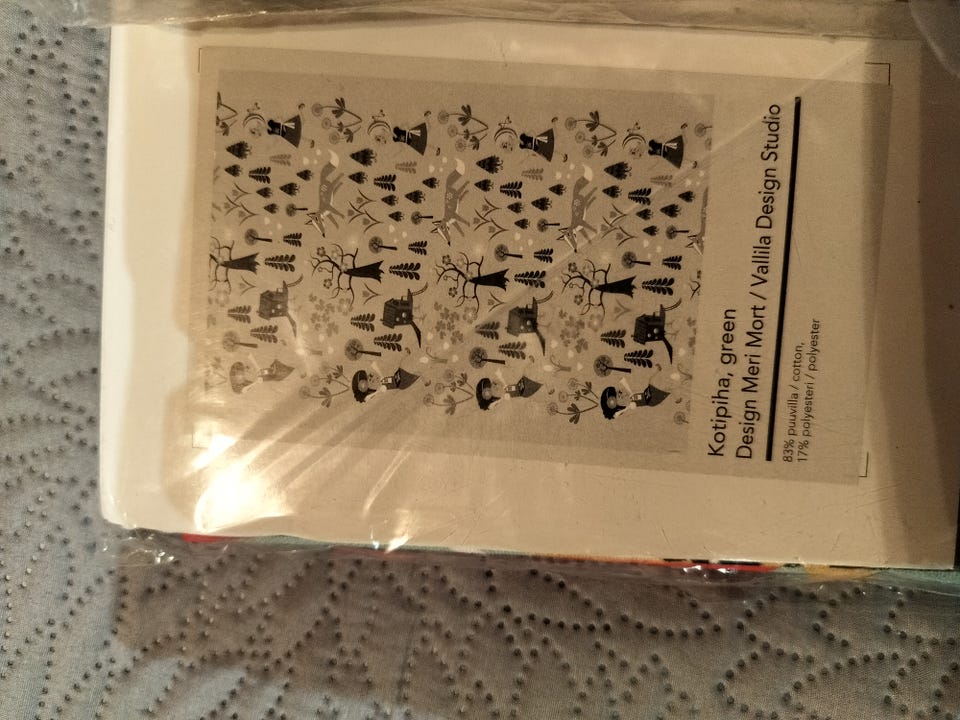 Kotipiha, green
Design Meri Mort / Vallila Design Studio
83% puuvilla / cotton,
17% polyesteri / polyester